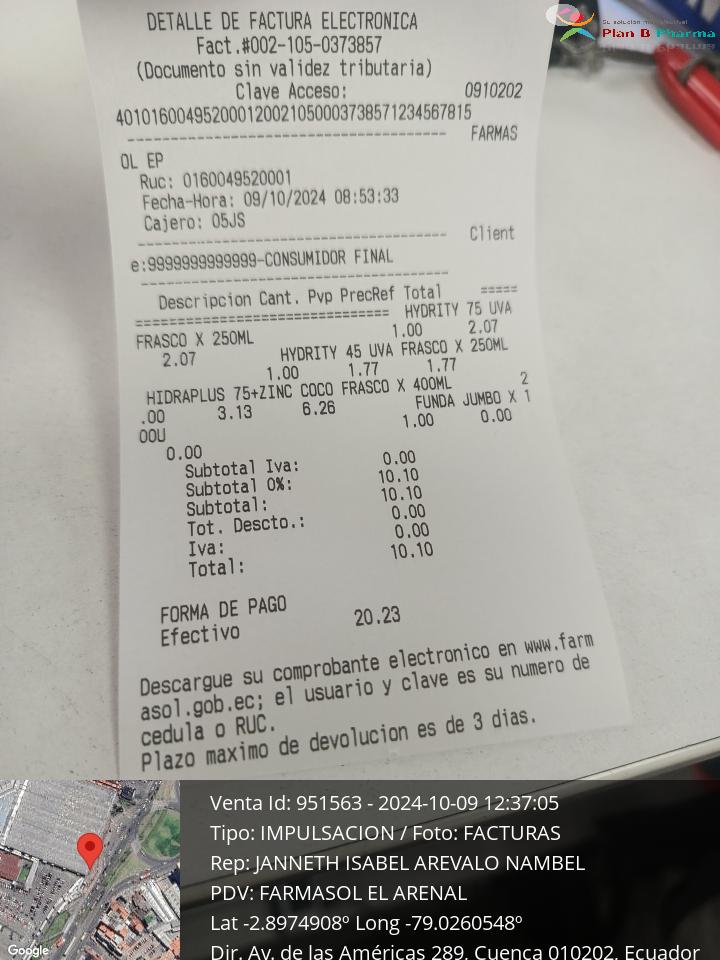 DETALLE DE FACTURA ELECTRONICA
Fact.#002-105-0373857
(Documento sin validez tributaria)
Clave Acceso: 0910202
401016004952000120021050003738571234567815
------------------------------------ FARMAS
OL EP
Ruc: 0160049520001
Fecha-Hora: 09/10/2024 08:53:33
Cajero: 05JS
------------------------------------ Client
e:9999999999999-CONSUMIDOR FINAL
------------------------------------
Descripcion Cant. Pvp PrecRef Total =====
=============================== HYDRITY 75 UVA
FRASCO X 250ML 1.00 2.07
2.07 HYDRITY 45 UVA FRASCO X 250ML
1.00 1.77 1.77
HIDRAPLUS 75+ZINC COCO FRASCO X 400ML 2
.00 3.13 6.26 FUNDA JUMBO X 1
00U 1.00 0.00
0.00
Subtotal Iva: 0.00
Subtotal 0%: 10.10
Subtotal: 10.10
Tot. Descto.: 0.00
Iva: 0.00
Total: 10.10
FORMA DE PAGO
Efectivo 20.23
Descargue su comprobante electronico en www.farm
asol.gob.ec; el usuario y clave es su numero de
cedula o RUC.
Plazo maximo de devolucion es de 3 dias.
Plan B Pharma
Venta Id: 951563 - 2024-10-09 12:37:05
Tipo: IMPULSACION / Foto: FACTURAS
Rep: JANNETH ISABEL AREVALO NAMBEL
PDV: FARMASOL EL ARENAL
Lat -2.8974908º Long -79.0260548º
Dir. Av. de las Américas 289, Cuenca 010202, Ecuador
Google